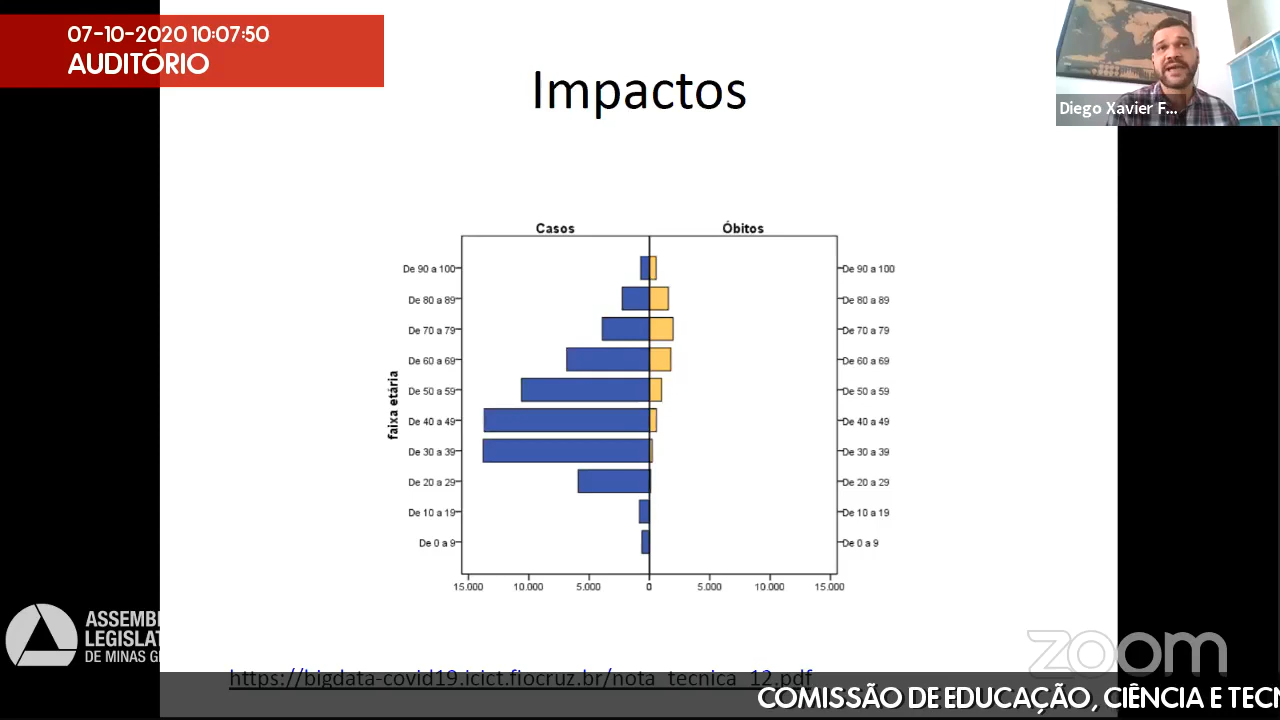 07-10-2020 10:07:50
AUDITÓRIO
Impactos
Diego Xavier F...
Casos
Óbitos
De 90 a 100
De 90 a 100
De 80 a 89
De 80 a 89
De 70 a 79
De 70 a 79
De 60 a 69
De 60 a 69
faixa etária
De 50 a 59
De 50 a 59
De 40 a 49
De 40 a 49
De 30 a 39
De 30 a 39
De 20 a 29
De 20 a 29
De 10 a 19
De 10 a 19
De 0 a 9
De 0 a 9
15.000 10.000 5.000 0 5.000 10.000 15.000
ASSEMB
LEGISLAT
DE MINAS G
zoom
https://bigdata-covid19.icict.fiocruz.br/nota_tecnica_12.pdf
COMISSÃO DE EDUCAÇÃO, CIÊNCIA E TECN